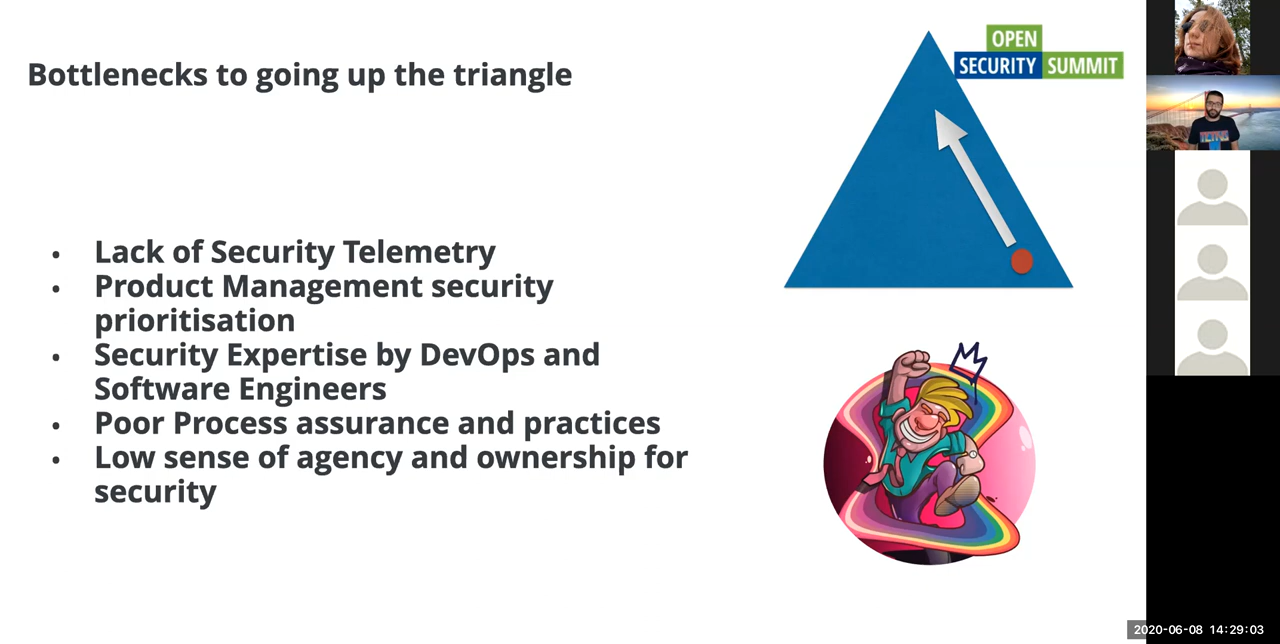 Bottlenecks to going up the triangle
OPEN
SECURITY SUMMIT
• Lack of Security Telemetry
• Product Management security
prioritisation
• Security Expertise by DevOps and
Software Engineers
• Poor Process assurance and practices
• Low sense of agency and ownership for
security
TETRIS
2020-06-08 14:29:03